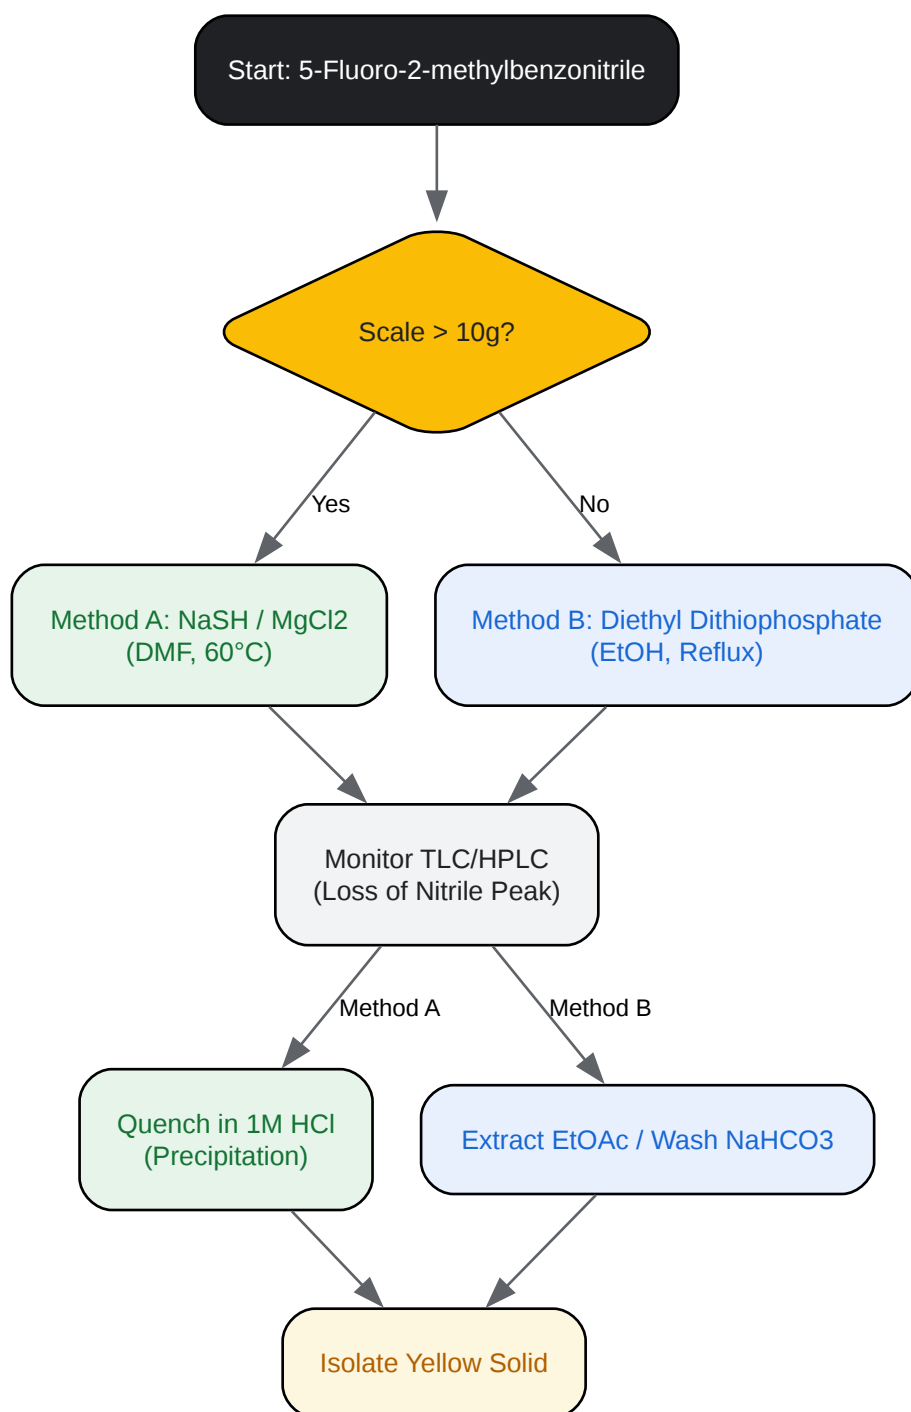 Start: 5-Fluoro-2-methylbenzonitrile
Scale > 10g?
Yes
No
Method A: NaSH / MgCl2
(DMF, 60°C)
Method B: Diethyl Dithiophosphate
(EtOH, Reflux)
Monitor TLC/HPLC
(Loss of Nitrile Peak)
Method A
Method B
Quench in 1M HCl
(Precipitation)
Extract EtOAc / Wash NaHCO3
Isolate Yellow Solid